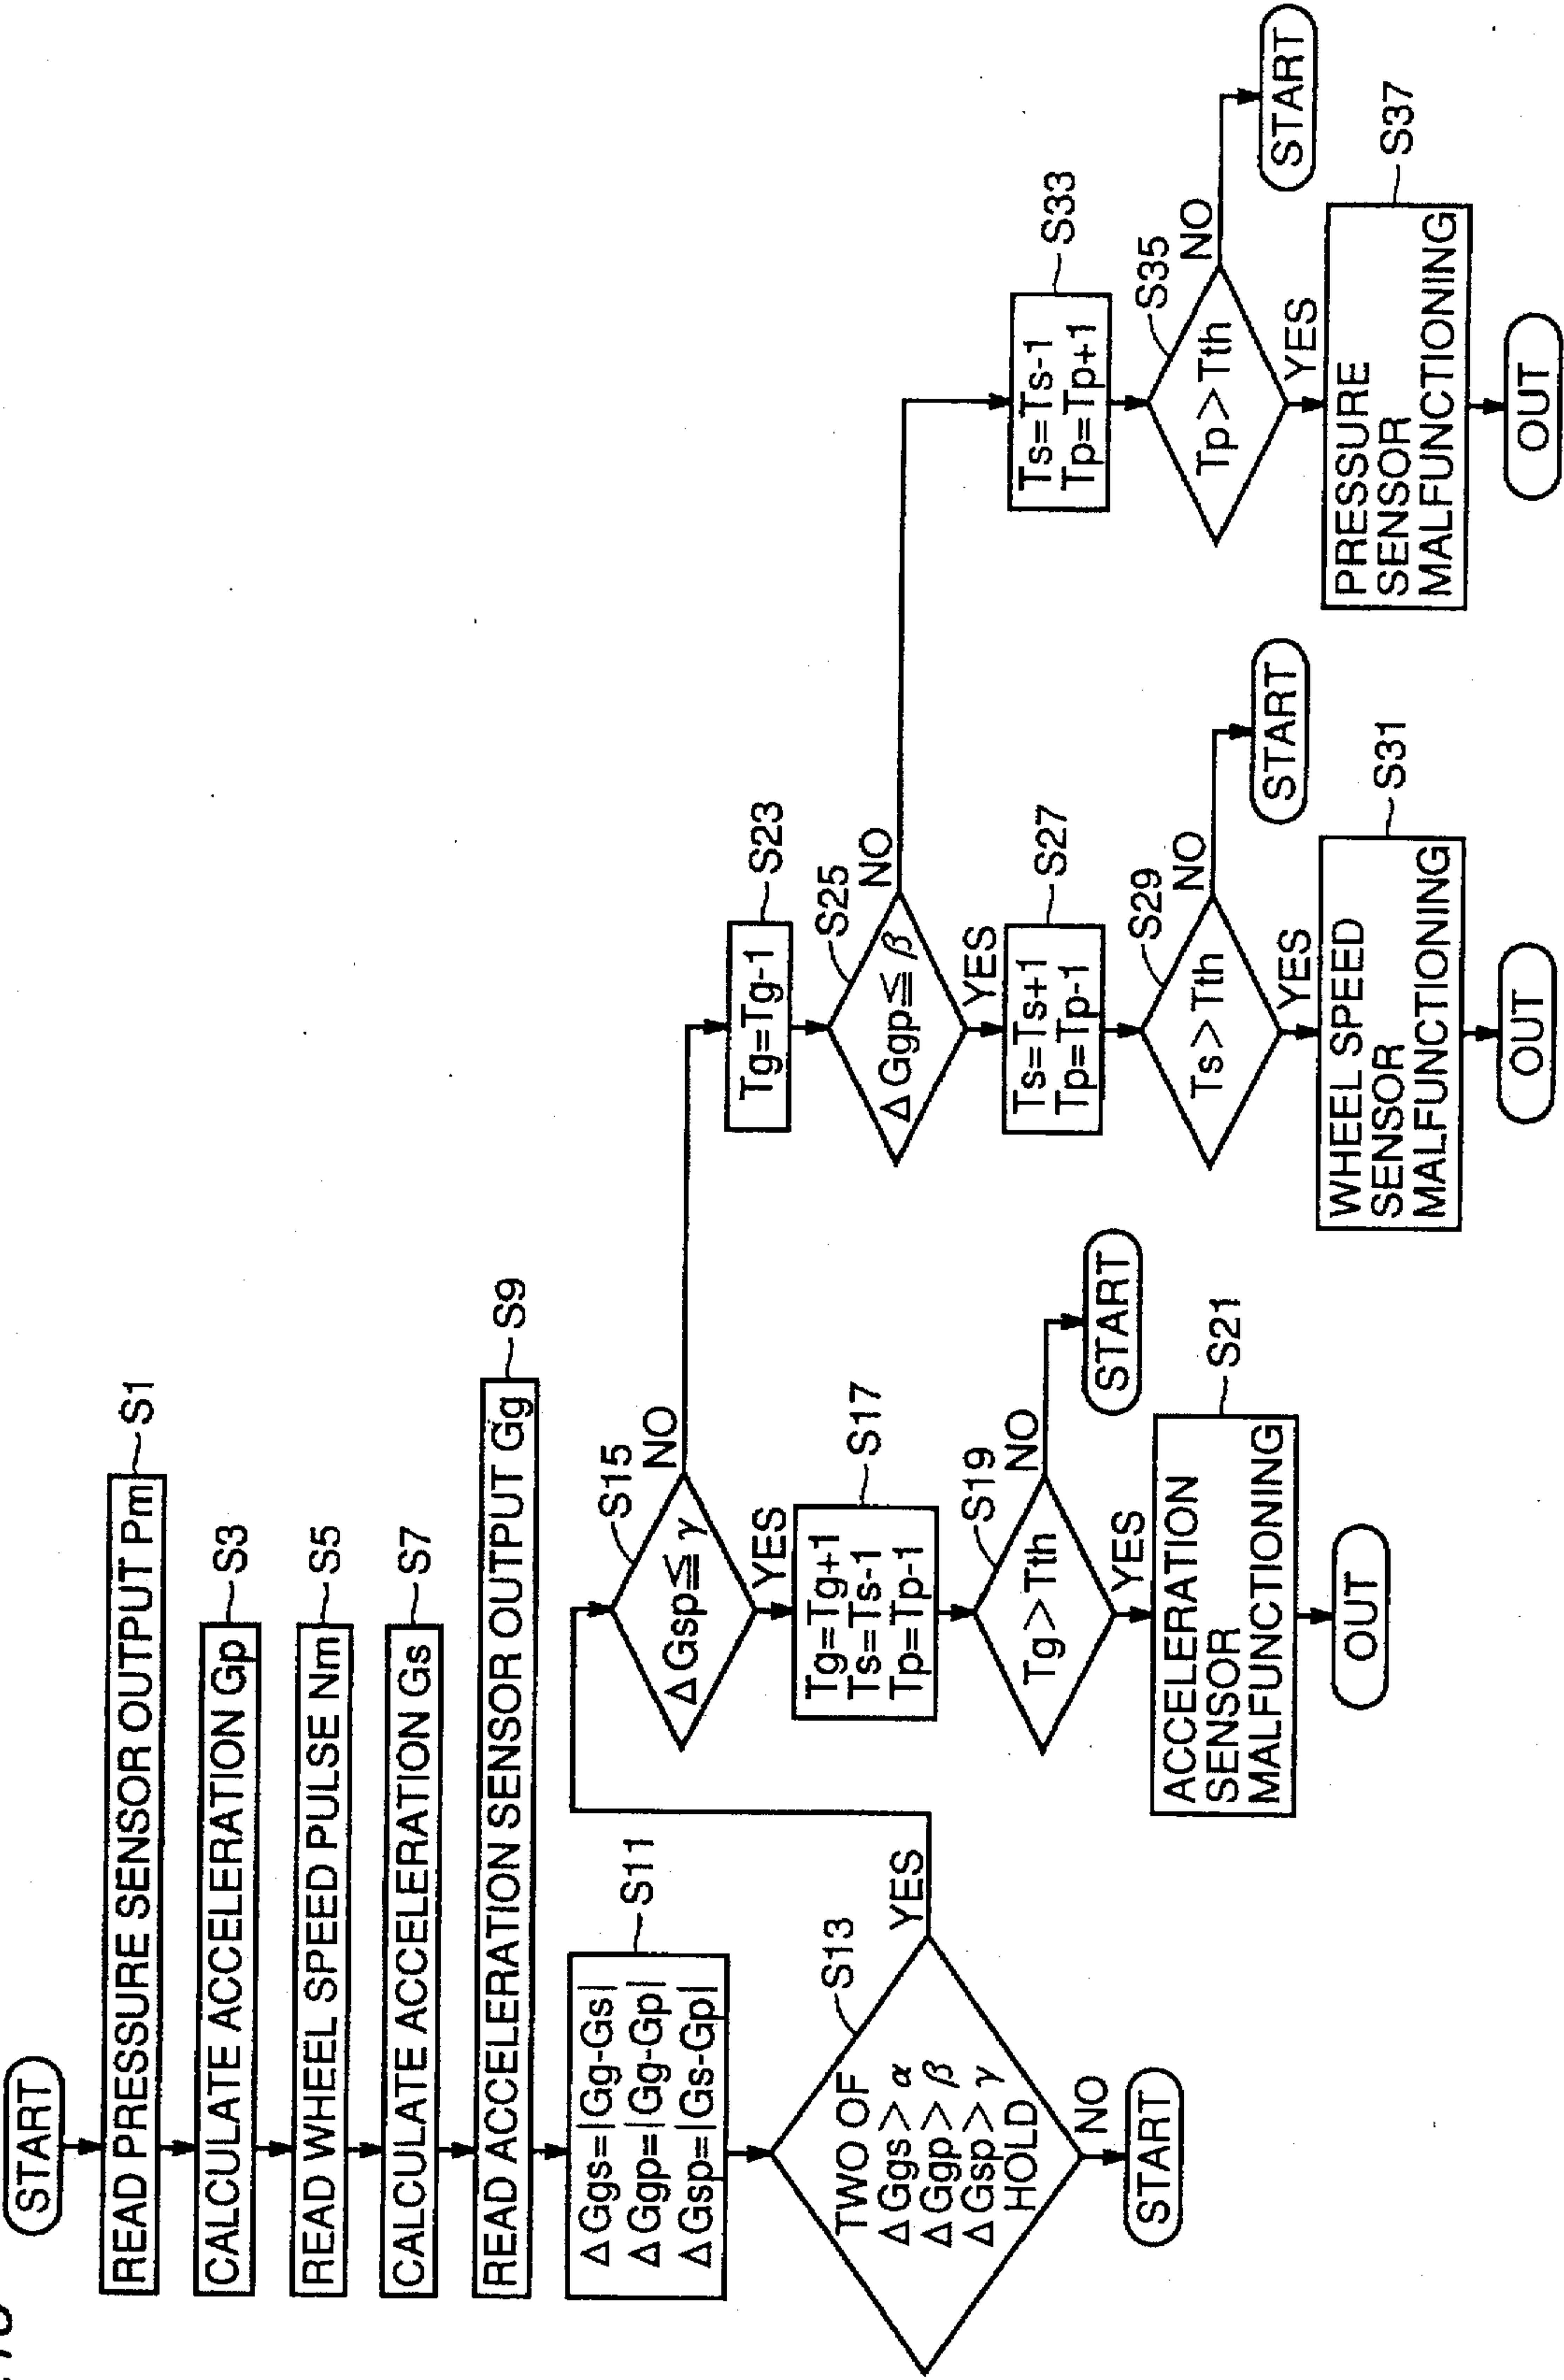 START
READ PRESSURE SENSOR OUTPUT Pm
S1
CALCULATE ACCELERATION Gp
S3
READ WHEEL SPEED PULSE Nm
S5
CALCULATE ACCELERATION Gs
S7
READ ACCELERATION SENSOR OUTPUT Gg
S9
ΔGgs=|Gg-Gs|
ΔGgp=|Gg-Gp|
ΔGsp=|Gs-Gp|
S11
TWO OF
ΔGgs>α
ΔGgp>β
ΔGsp>γ
HOLD
S13
YES
NO
START
ΔGsp≦γ
S15
NO
YES
Tg=Tg+1
Ts=Ts-1
Tp=Tp-1
S17
Tg>Tth
S19
NO
START
YES
ACCELERATION
SENSOR
MALFUNCTIONING
S21
OUT
Tg=Tg-1
S23
ΔGgp≦β
S25
NO
YES
Ts=Ts+1
Tp=Tp-1
S27
Ts>Tth
S29
NO
START
YES
WHEEL SPEED
SENSOR
MALFUNCTIONING
S31
OUT
Ts=Ts-1
Tp=Tp+1
S33
Tp>Tth
S35
NO
START
YES
PRESSURE
SENSOR
MALFUNCTIONING
S37
OUT